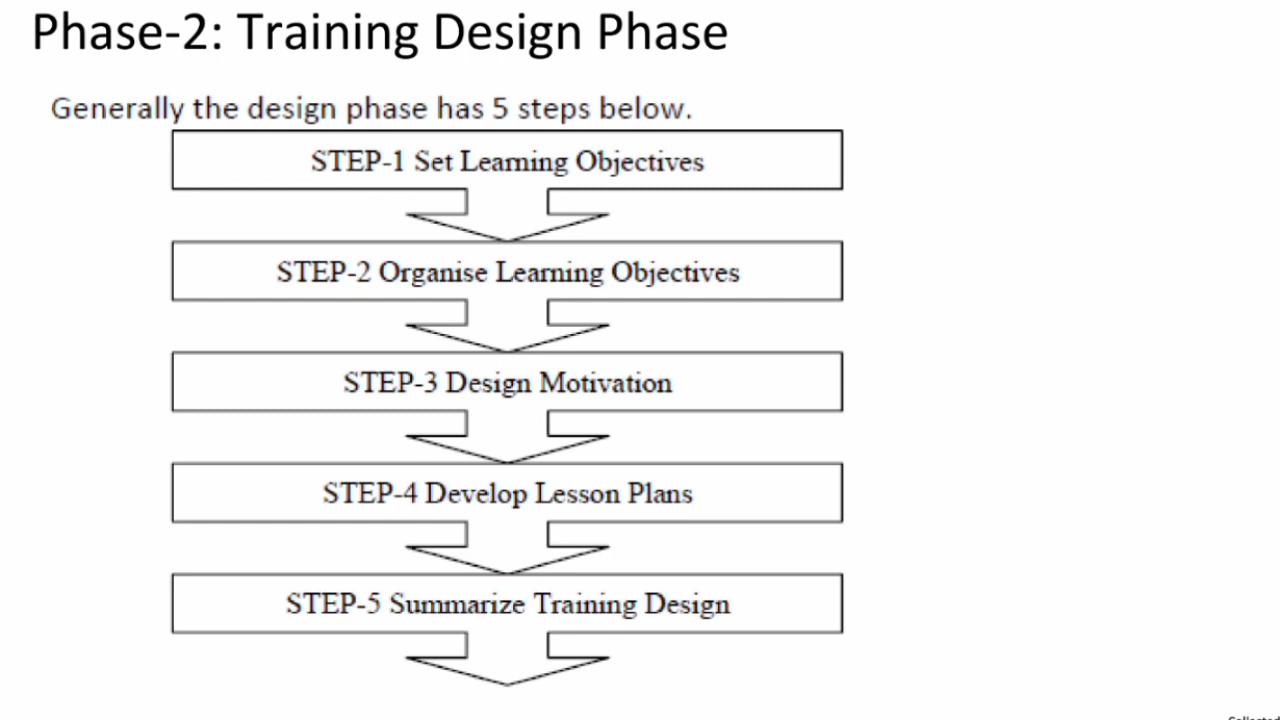 Phase-2: Training Design Phase
Generally the design phase has 5 steps below.
STEP-1 Set Learning Objectives
STEP-2 Organise Learning Objectives
STEP-3 Design Motivation
STEP-4 Develop Lesson Plans
STEP-5 Summarize Training Design